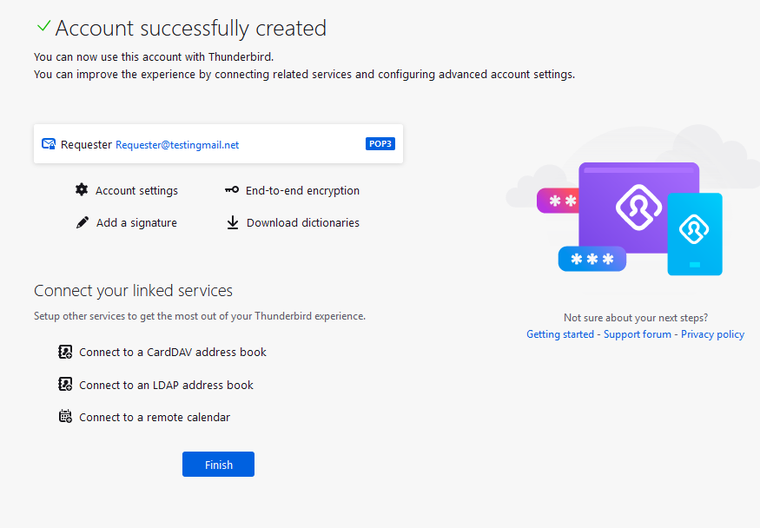 Account successfully created
You can now use this account with Thunderbird.
You can improve the experience by connecting related services and configuring advanced account settings.
Requester Requester@testingmail.net POP3
Account settings End-to-end encryption
Add a signature Download dictionaries
Connect your linked services
Setup other services to get the most out of your Thunderbird experience.
Connect to a CardDAV address book
Connect to an LDAP address book
Connect to a remote calendar
Finish
Not sure about your next steps?
Getting started - Support forum - Privacy policy